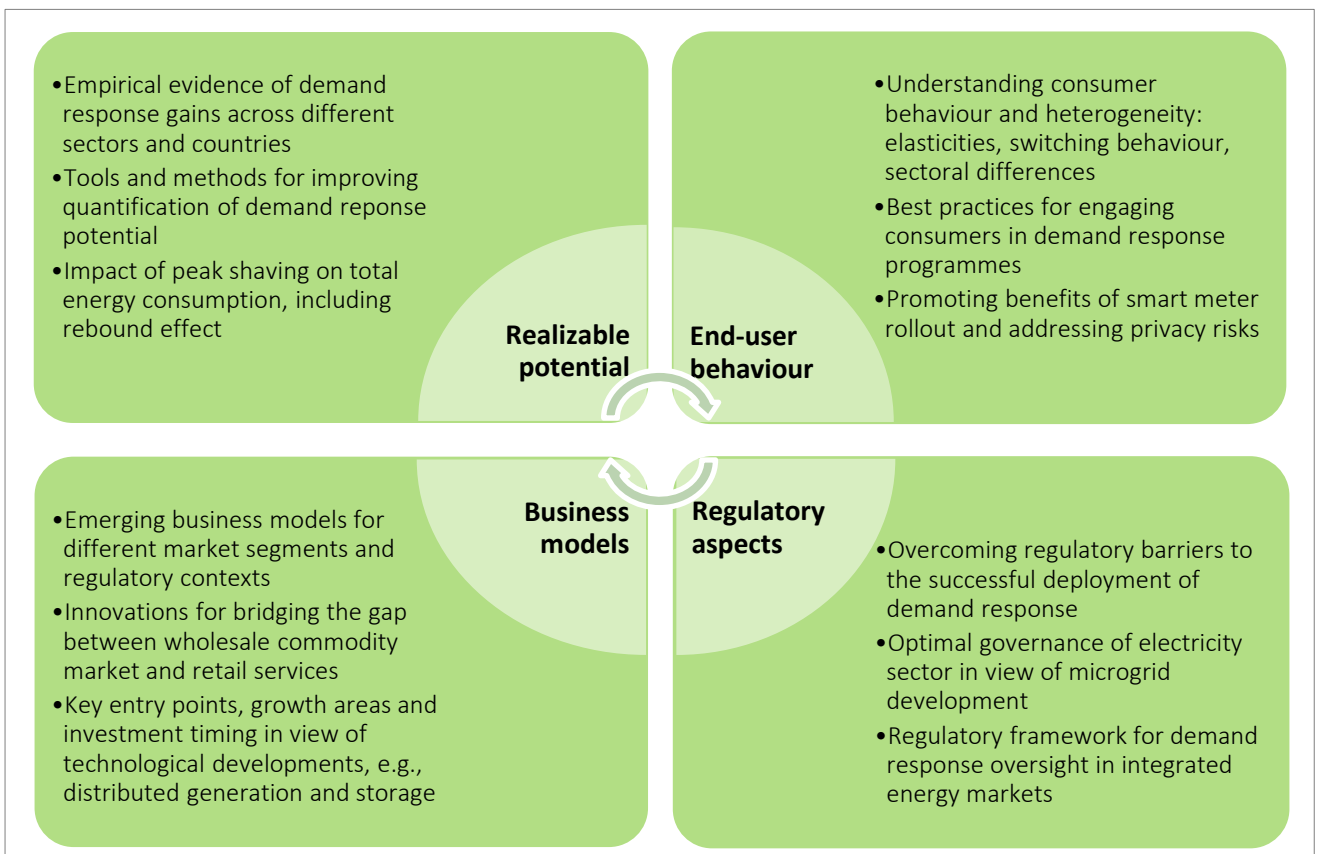 •Empirical evidence of demand
response gains across different
sectors and countries
•Tools and methods for improving
quantification of demand reponse
potential
•Impact of peak shaving on total
energy consumption, including
rebound effect
Realizable
potential
•Understanding consumer
behaviour and heterogeneity:
elasticities, switching behaviour,
sectoral differences
•Best practices for engaging
consumers in demand response
programmes
•Promoting benefits of smart meter
rollout and addressing privacy risks
End-user
behaviour
•Emerging business models for
different market segments and
regulatory contexts
•Innovations for bridging the gap
between wholesale commodity
market and retail services
•Key entry points, growth areas and
investment timing in view of
technological developments, e.g.,
distributed generation and storage
Business
models
Regulatory
aspects
•Overcoming regulatory barriers to
the successful deployment of
demand response
•Optimal governance of electricity
sector in view of microgrid
development
•Regulatory framework for demand
response oversight in integrated
energy markets